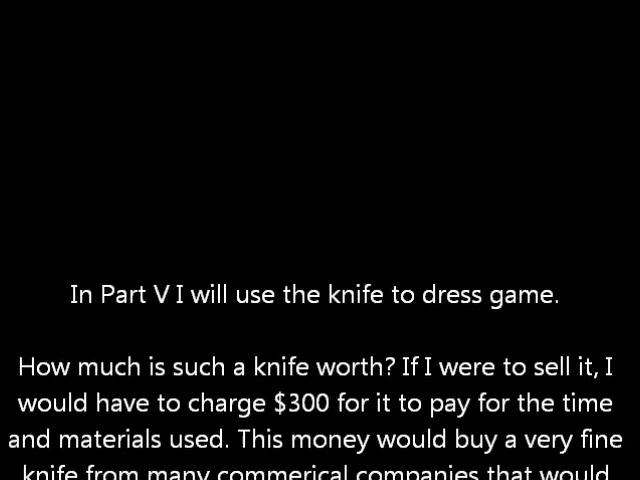 In Part V I will use the knife to dress game.
How much is such a knife worth? If I were to sell it, I
would have to charge $300 for it to pay for the time
and materials used. This money would buy a very fine
knife from many commerical companies that would